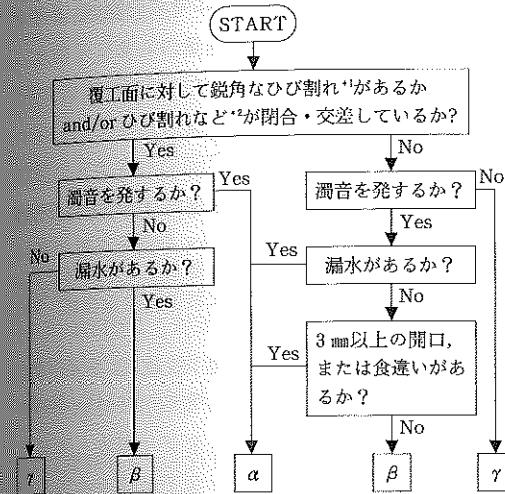 START
覆工面に対して鋭角なひび割れ*1があるか
and/or ひび割れなど*2が閉合・交差しているか?
Yes
No
濁音を発するか?
Yes
濁音を発するか?
No
No
Yes
No
漏水があるか?
Yes
漏水があるか?
Yes
No
Yes
3㎜以上の開口,
または食違いがあ
るか?
No
γ
β
α
β
γ